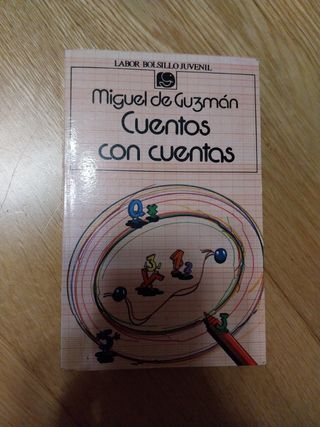 LABOR BOLSILLO JUVENIL
Miguel de Guzmán
Cuentos
con cuentas